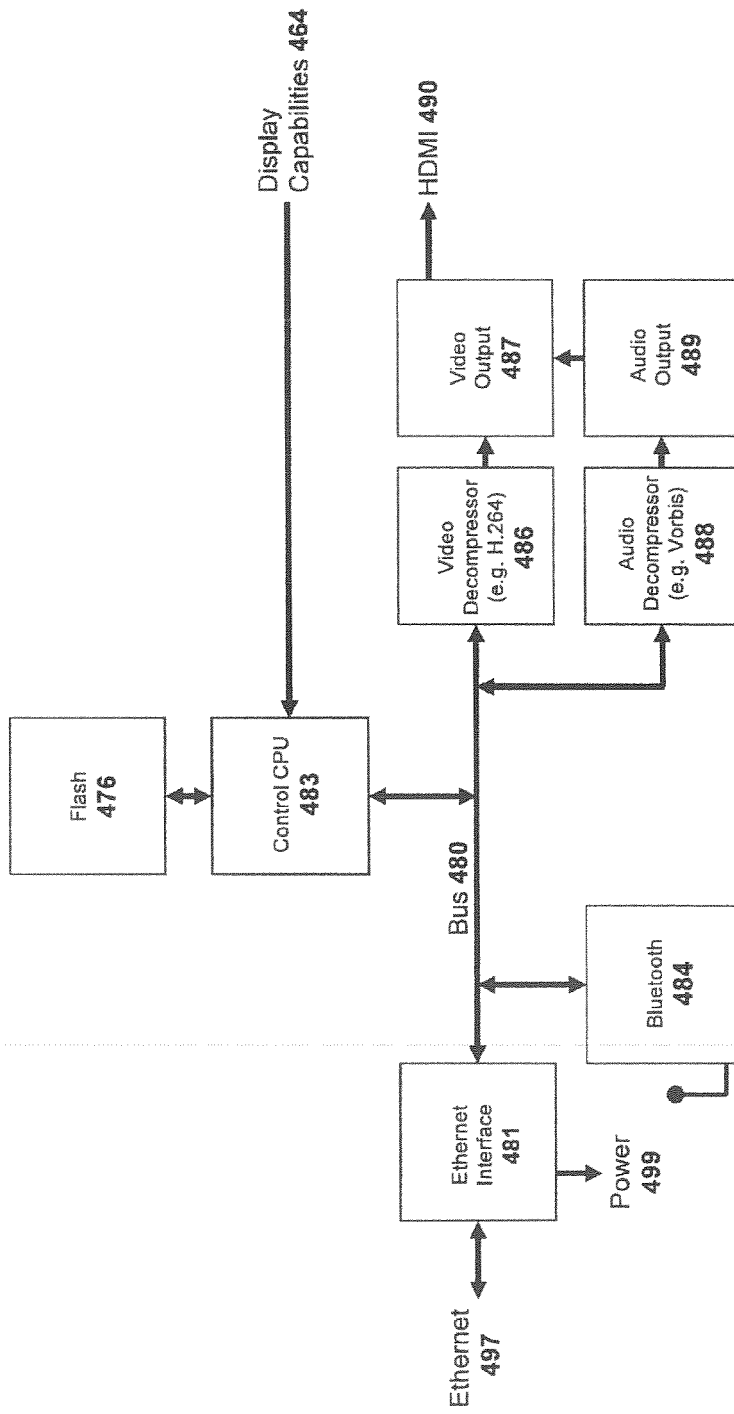 Flash
476
Control CPU
483
Display
Capabilities 464
Ethernet
497
Ethernet
Interface
481
Power
499
Bus 480
Bluetooth
484
Video
Decompressor
(e.g. H.264)
486
Video
Output
487
HDMI 490
Audio
Decompressor
(e.g. Vorbis)
488
Audio
Output
489